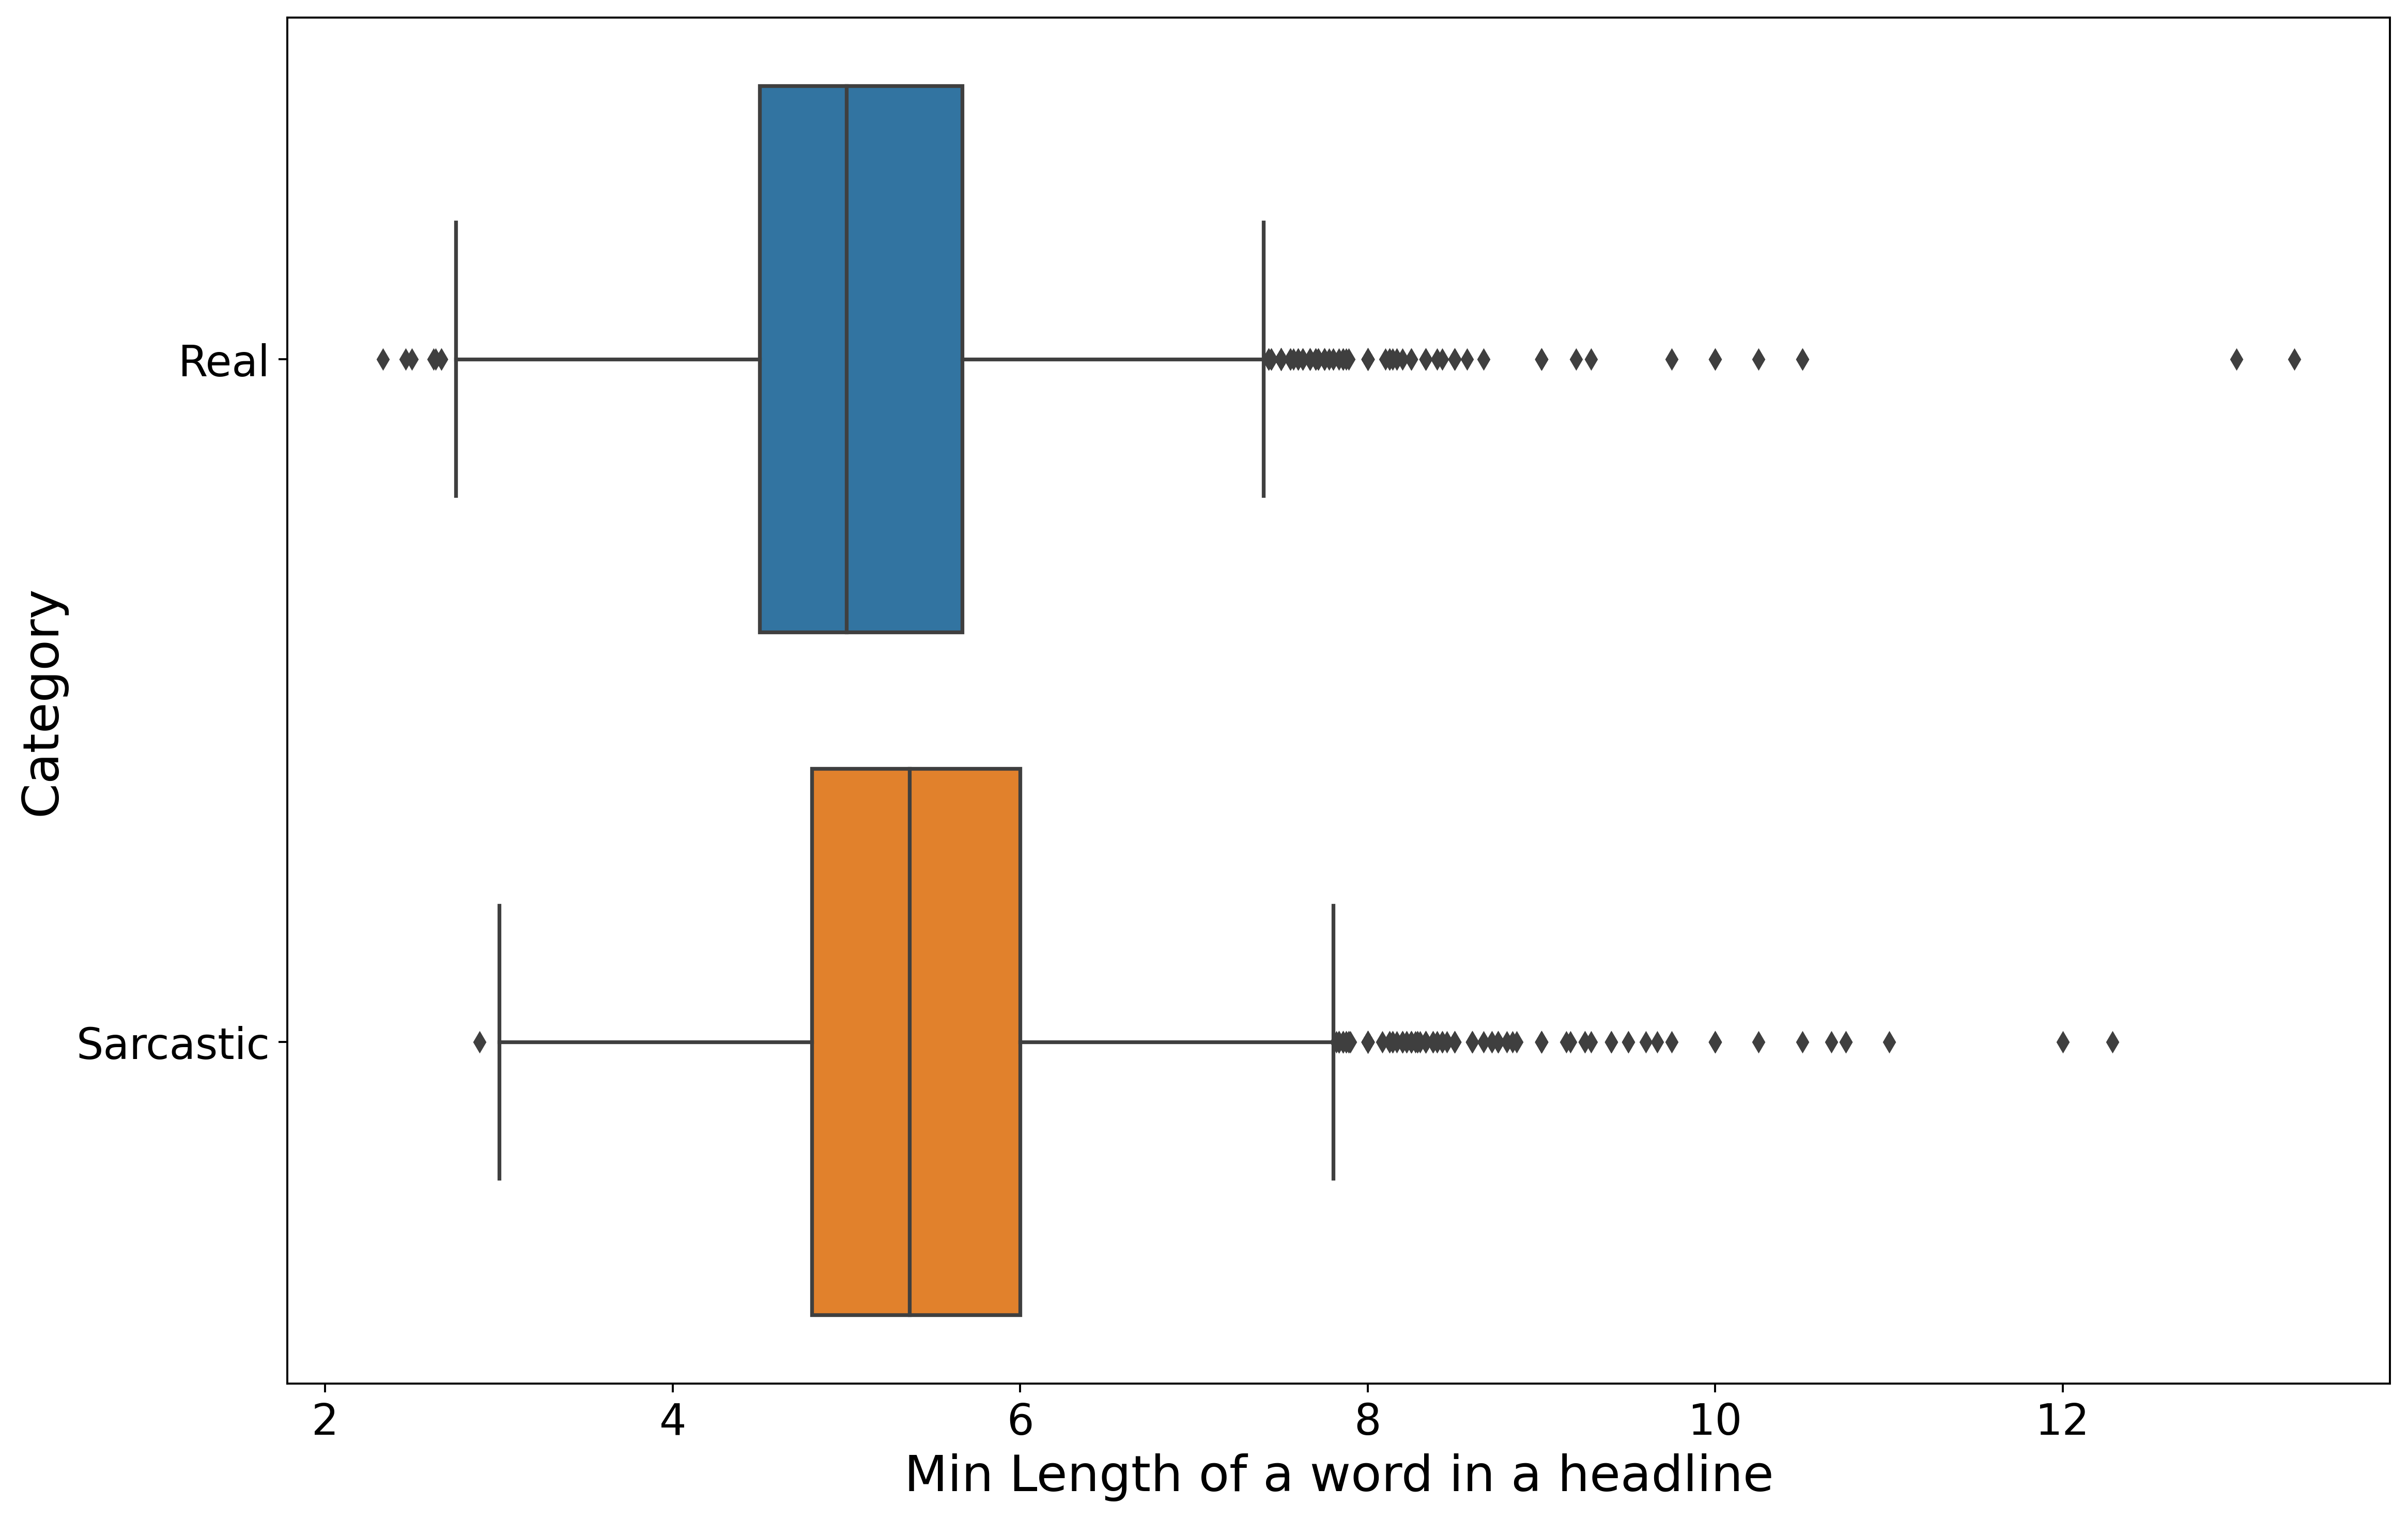 Category
Real
Sarcastic
2 4 6 8 10 12
Min Length of a word in a headline